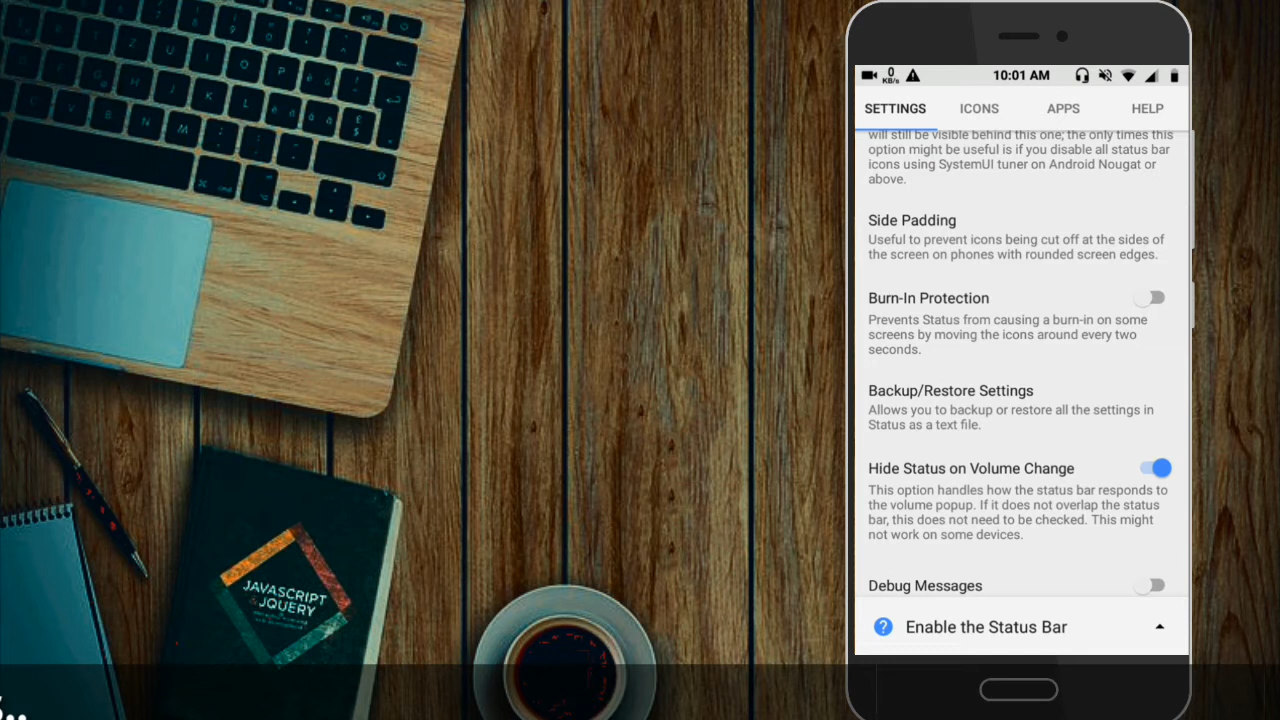 0
KB/s
10:01 AM
SETTINGS
ICONS
APPS
HELP
will still be visible behind this one; the only times this
option might be useful is if you disable all status bar
icons using SystemUI tuner on Android Nougat or
above.
Side Padding
Useful to prevent icons being cut off at the sides of
the screen on phones with rounded screen edges.
Burn-In Protection
Prevents Status from causing a burn-in on some
screens by moving the icons around every two
seconds.
Backup/Restore Settings
Allows you to backup or restore all the settings in
Status as a text file.
Hide Status on Volume Change
This option handles how the status bar responds to
the volume popup. If it does not overlap the status
bar, this does not need to be checked. This might
not work on some devices.
Debug Messages
Enable the Status Bar
JAVASCRIPT
& JQUERY